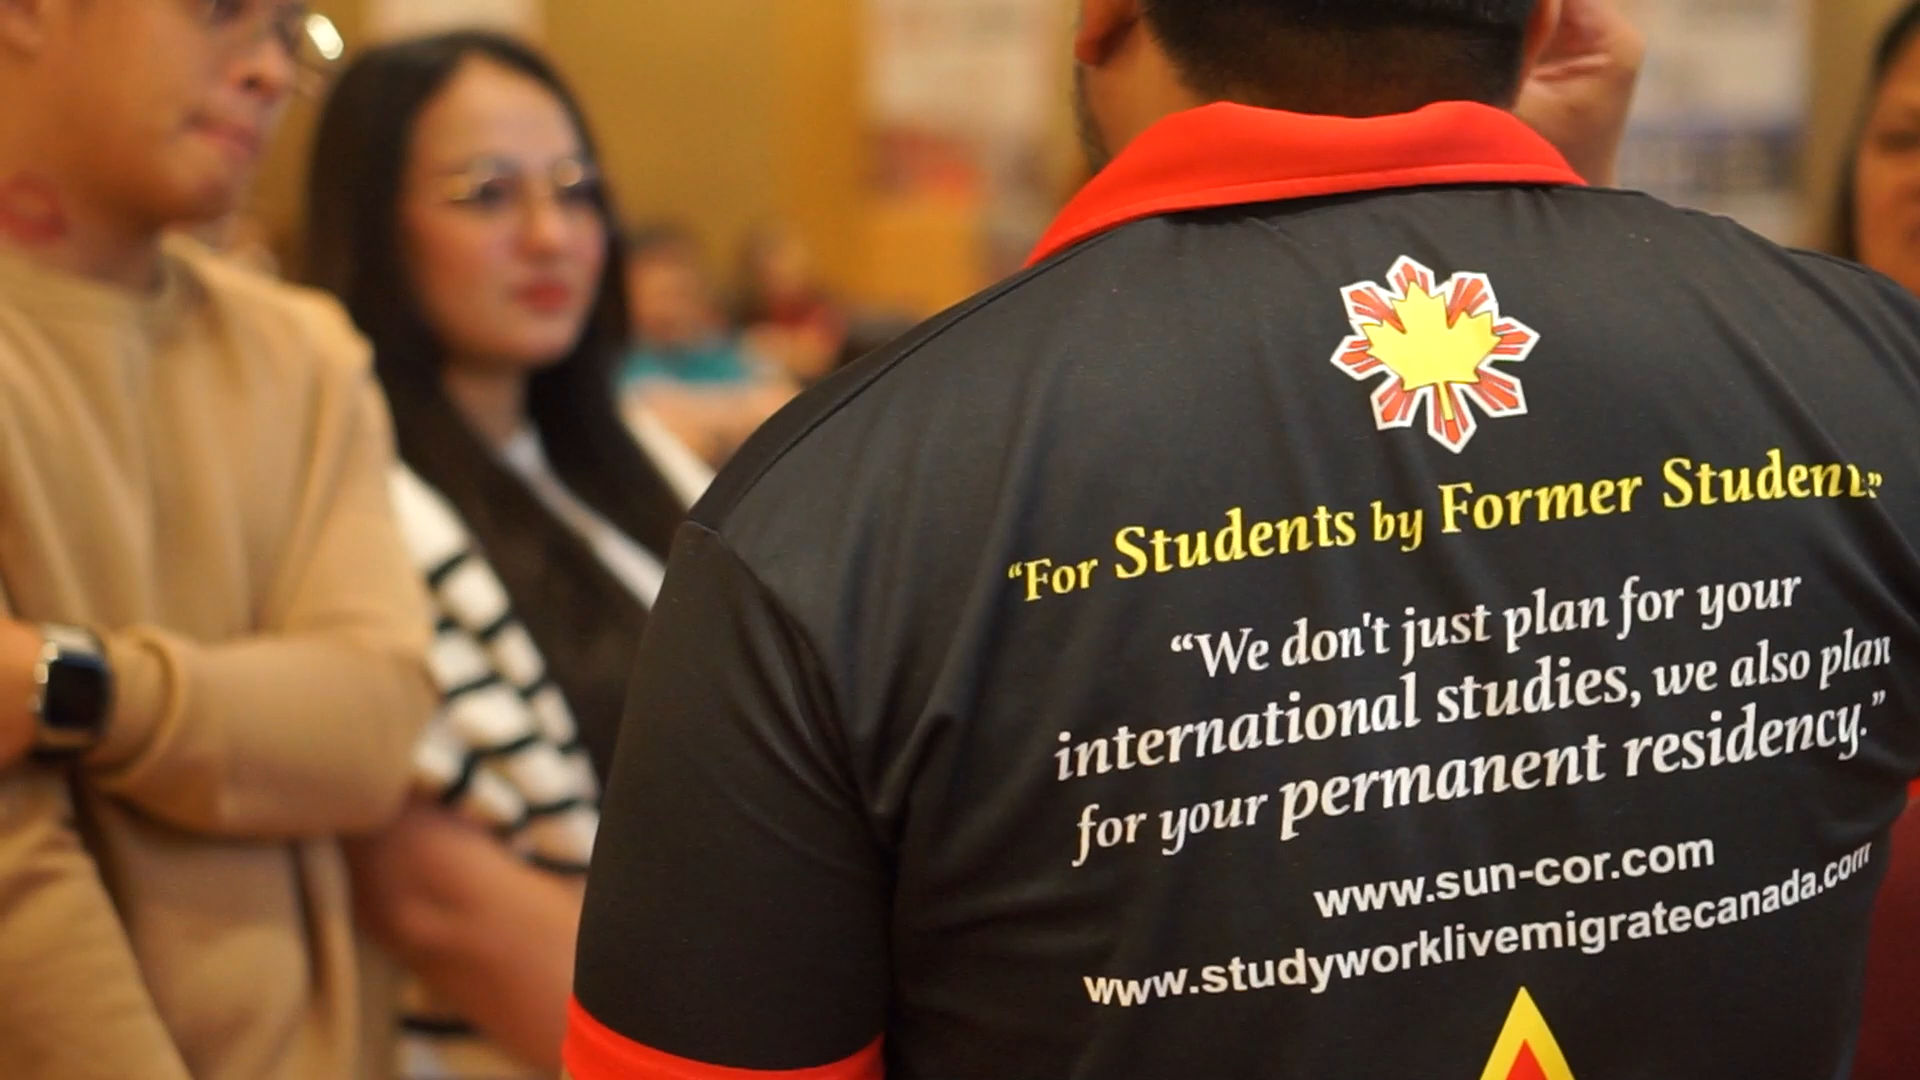 “For Students by Former Student.”
“We don't just plan for your
international studies, we also plan
for your permanent residency.”
www.sun-cor.com
www.studyworklivemigratecanada.com